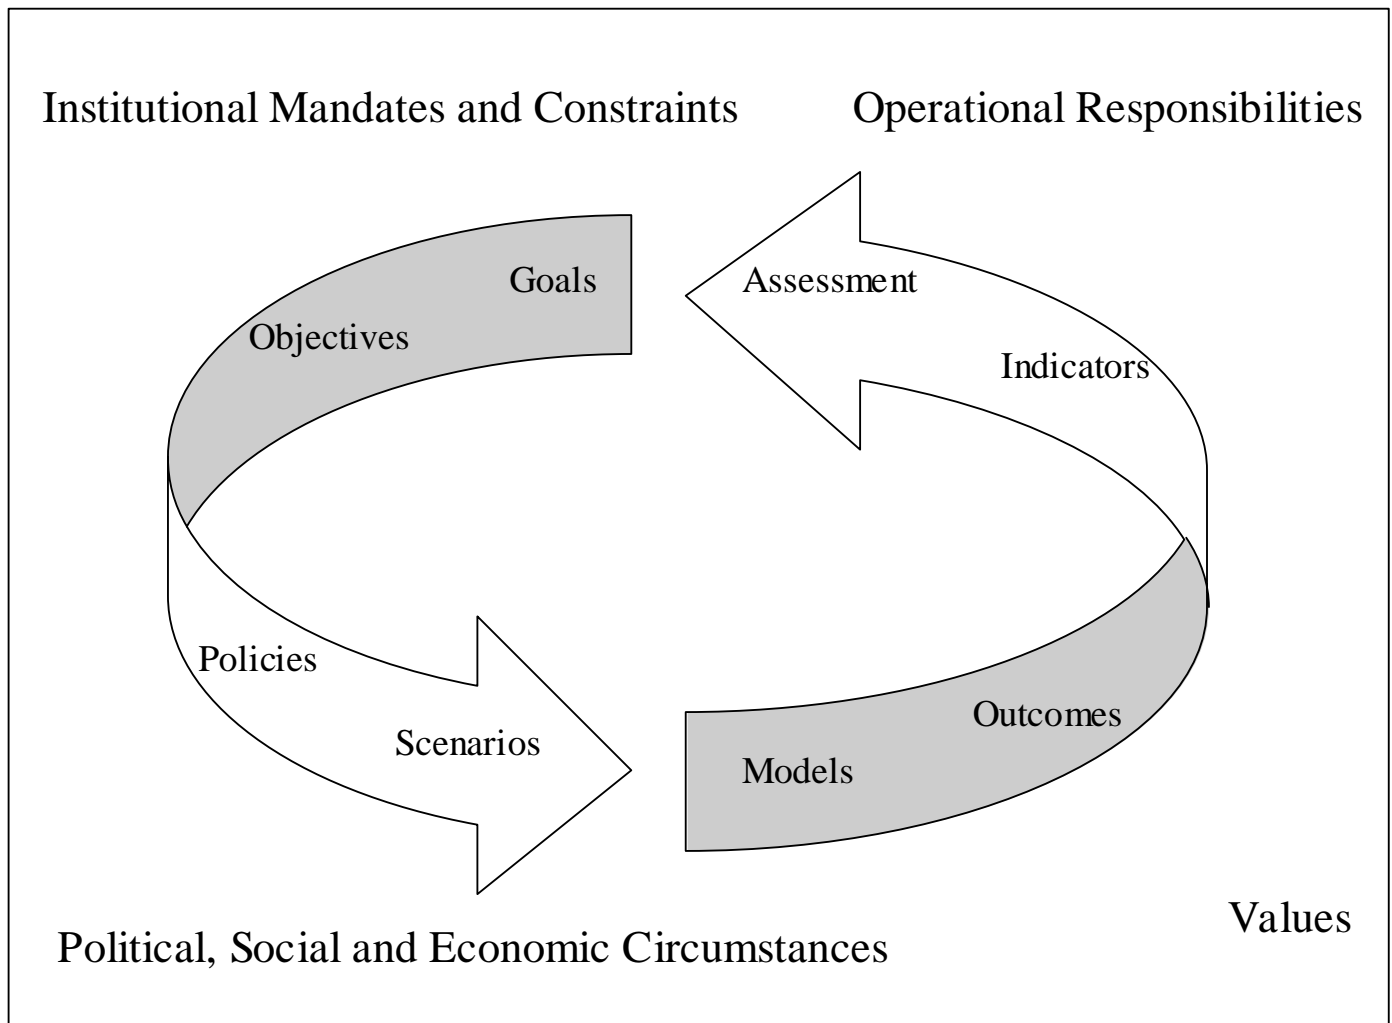 Institutional Mandates and Constraints
Operational Responsibilities
Goals
Assessment
Objectives
Indicators
Policies
Scenarios
Outcomes
Models
Values
Political, Social and Economic Circumstances